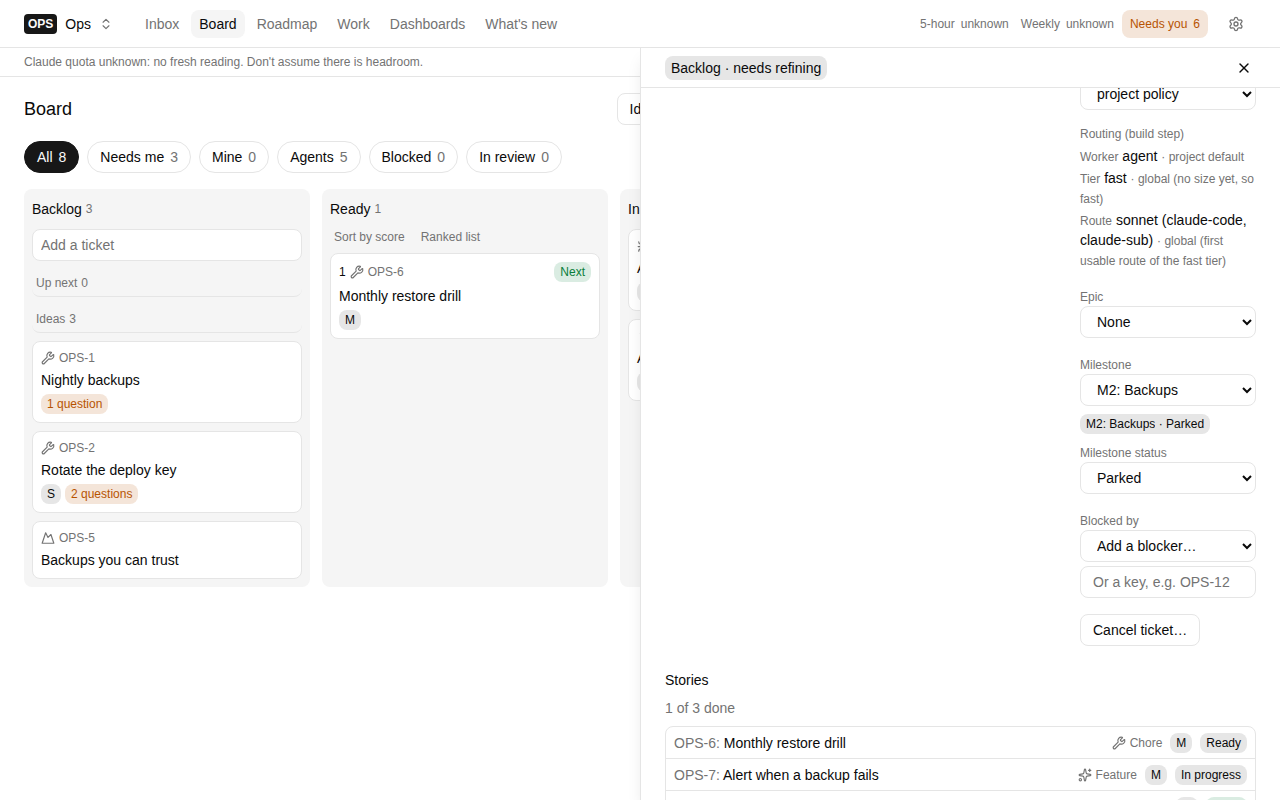 OPS Ops Inbox Board Roadmap Work Dashboards What's new 5-hour unknown Weekly unknown Needs you 6
Claude quota unknown: no fresh reading. Don't assume there is headroom.
Board
All 8 Needs me 3 Mine 0 Agents 5 Blocked 0 In review 0
Backlog 3
Add a ticket
Up next 0
Ideas 3
OPS-1
Nightly backups
1 question
OPS-2
Rotate the deploy key
S 2 questions
OPS-5
Backups you can trust
Ready 1
Sort by score Ranked list
1 OPS-6 Next
Monthly restore drill
M
Backlog · needs refining
project policy
Routing (build step)
Worker agent · project default
Tier fast · global (no size yet, so
fast)
Route sonnet (claude-code,
claude-sub) · global (first
usable route of the fast tier)
Epic
None
Milestone
M2: Backups
M2: Backups · Parked
Milestone status
Parked
Blocked by
Add a blocker…
Or a key, e.g. OPS-12
Cancel ticket…
Stories
1 of 3 done
OPS-6: Monthly restore drill Chore M Ready
OPS-7: Alert when a backup fails Feature M In progress